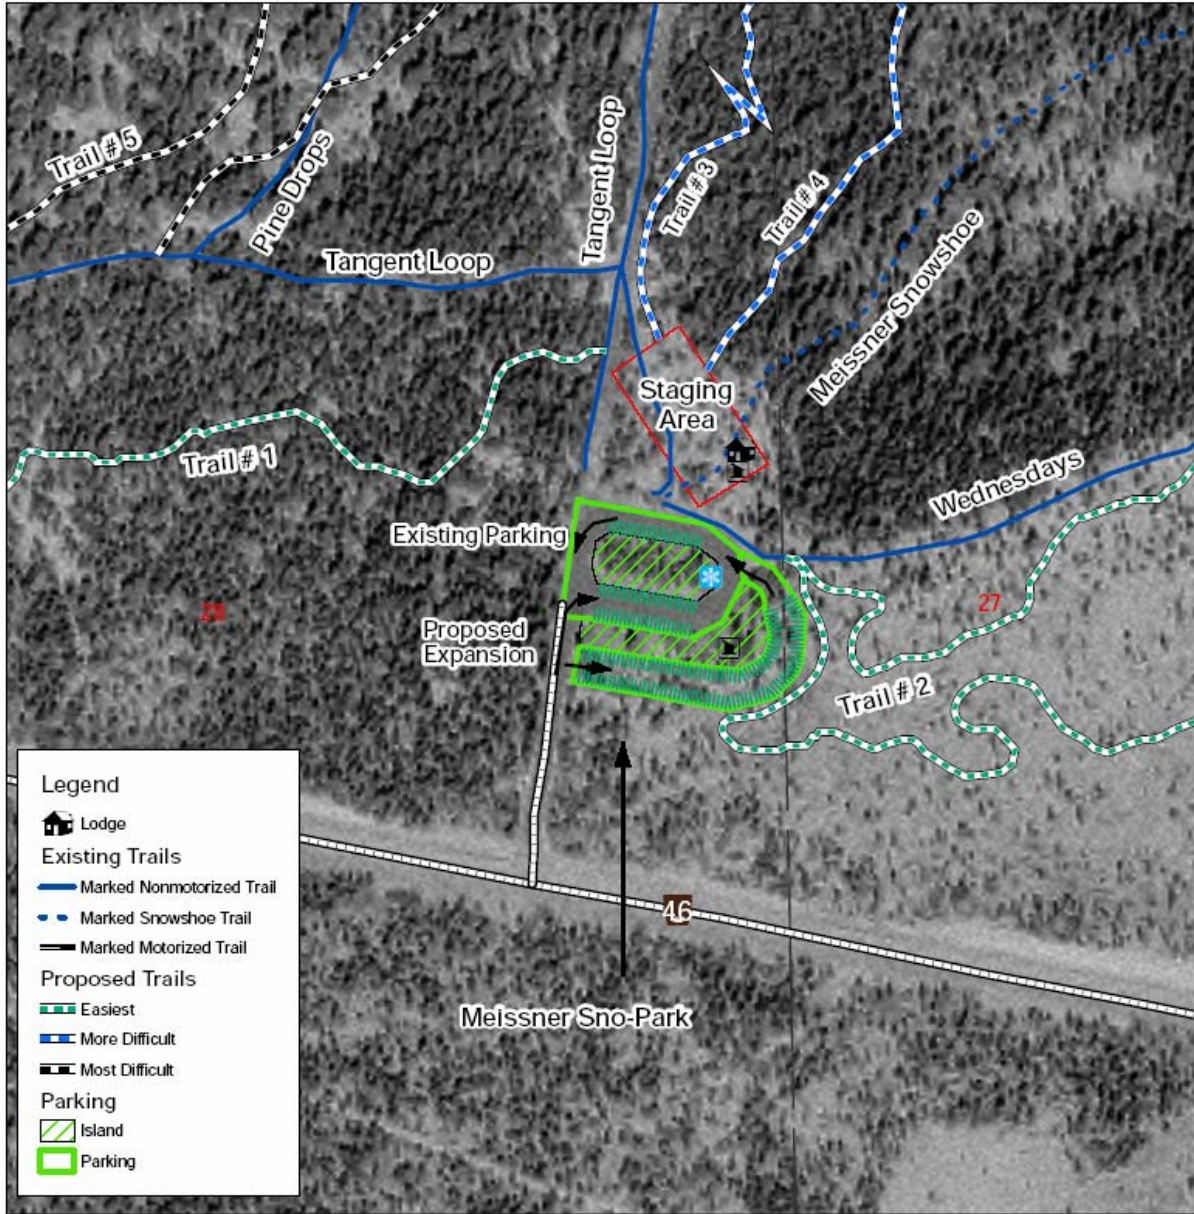 Trail # 5
Pine Drops
Tangent Loop
Tangent Loop
Trail # 3
Trail # 4
Meissner Snowshoe
Staging
Area
Trail # 1
Wednesdays
Existing Parking
28
27
Proposed
Expansion
Trail # 2
46
Meissner Sno-Park
Legend
Lodge
Existing Trails
Marked Nonmotorized Trail
Marked Snowshoe Trail
Marked Motorized Trail
Proposed Trails
Easiest
More Difficult
Most Difficult
Parking
Island
Parking